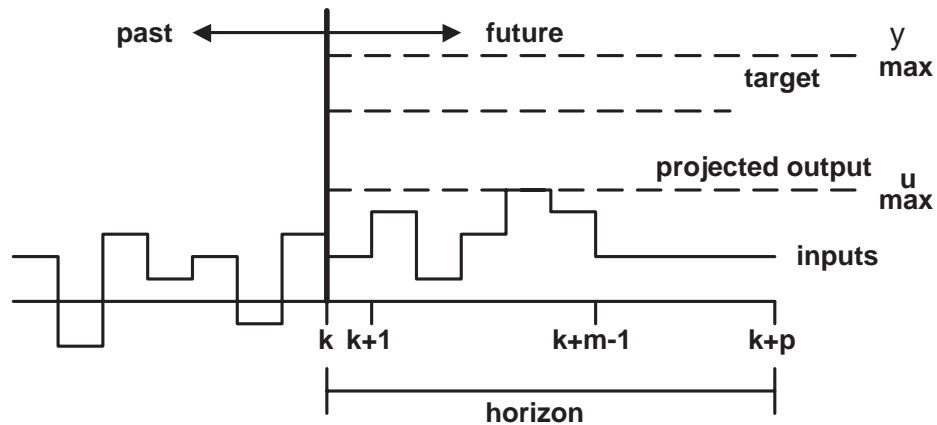 past
future
y
max
target
projected output
u
max
inputs
k
k+1
k+m-1
k+p
horizon